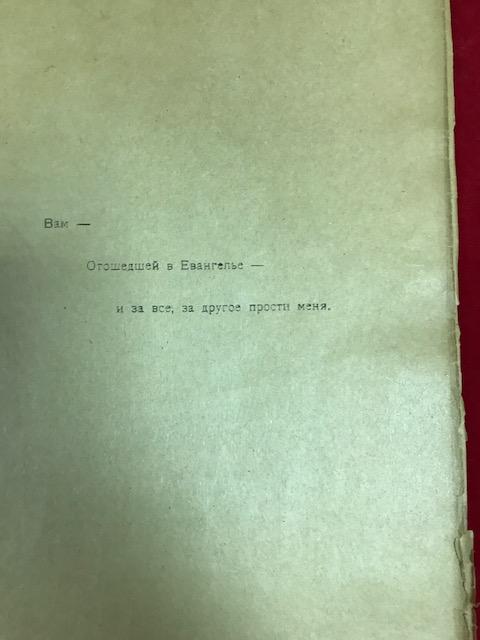 Вам —
Отошедшей в Евангелье —
и за все, за другое прости меня.